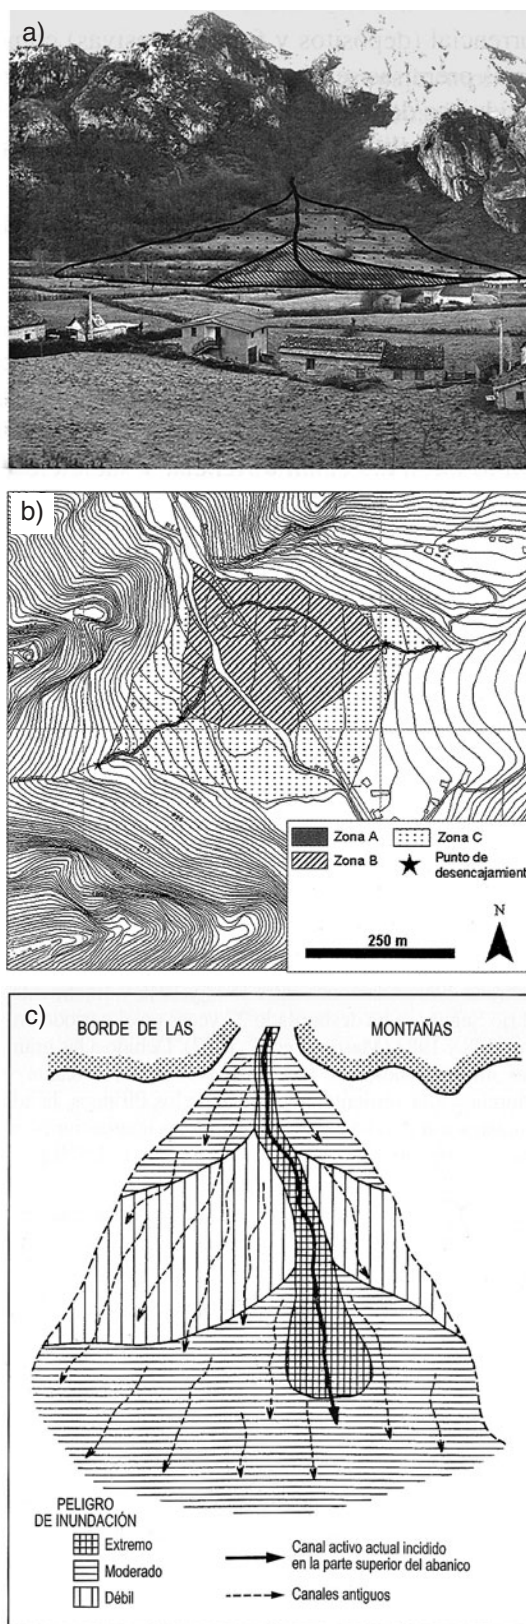 a)
b)
Zona A
Zona C
Zona B
Punto de
desencajamient
N
250 m
c)
BORDE DE LAS
MONTAÑAS
PELIGRO
DE INUNDACIÓN
Extremo
Moderado
Débil
Canal activo actual incidido
en la parte superior del abanico
Canales antiguos